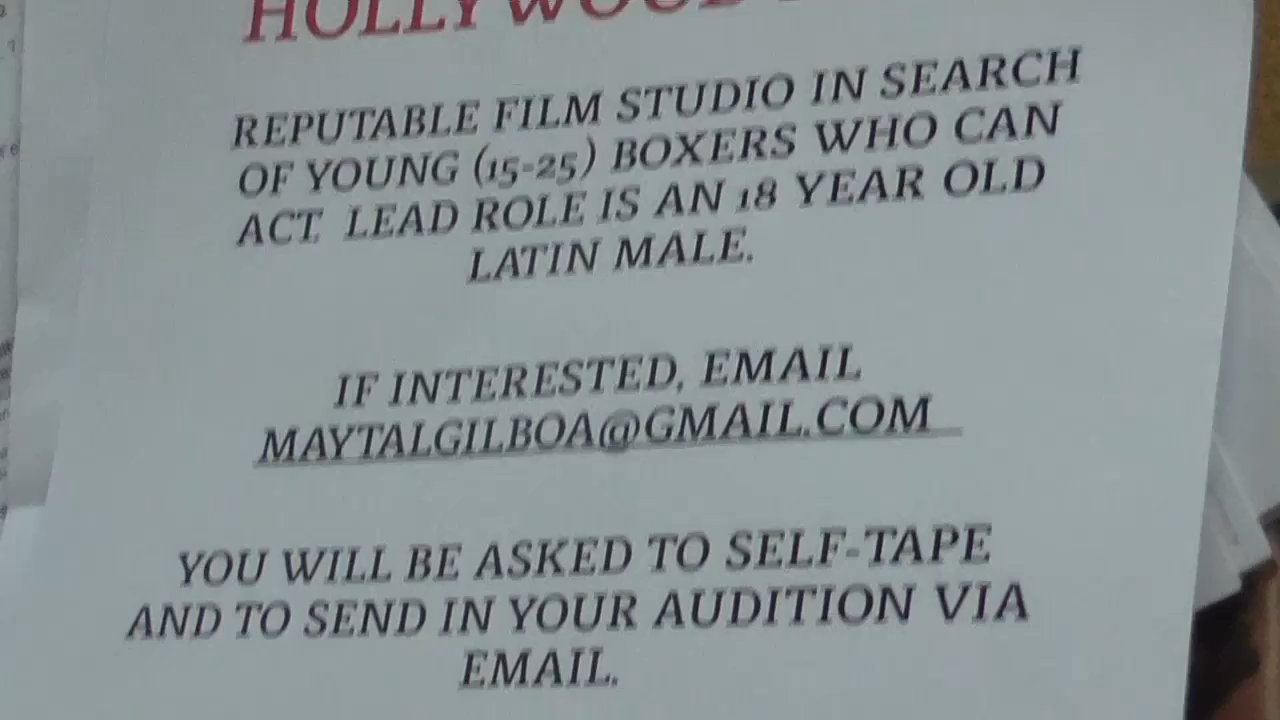 HOLLYWOOD
REPUTABLE FILM STUDIO IN SEARCH
OF YOUNG (15-25) BOXERS WHO CAN
ACT. LEAD ROLE IS AN 18 YEAR OLD
LATIN MALE.
IF INTERESTED, EMAIL
MAYTALGILBOA@GMAIL.COM
YOU WILL BE ASKED TO SELF-TAPE
AND TO SEND IN YOUR AUDITION VIA
EMAIL.